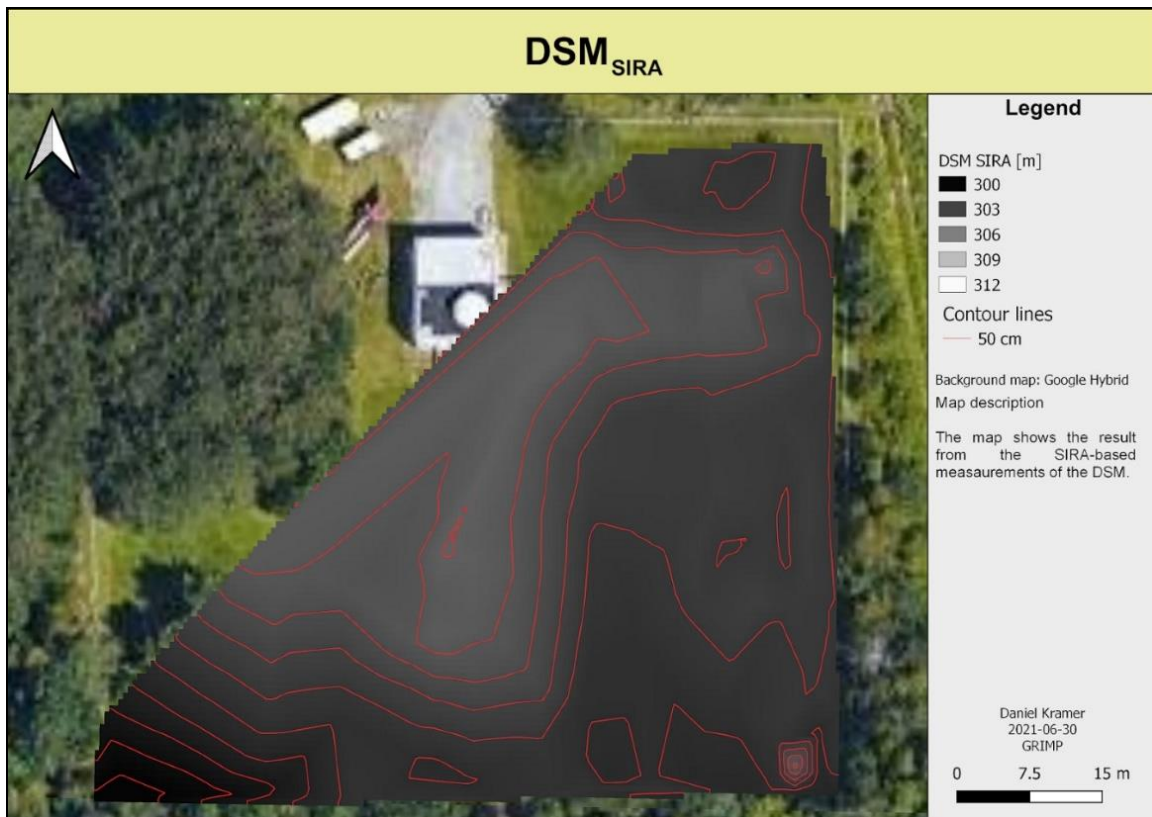 DSM SIRA
Legend
DSM SIRA [m]
300
303
306
309
312
Contour lines
50 cm
Background map: Google Hybrid
Map description
The map shows the result
from the SIRA-based
measaurements of the DSM.
Daniel Kramer
2021-06-30
GRIMP
0 7.5 15 m